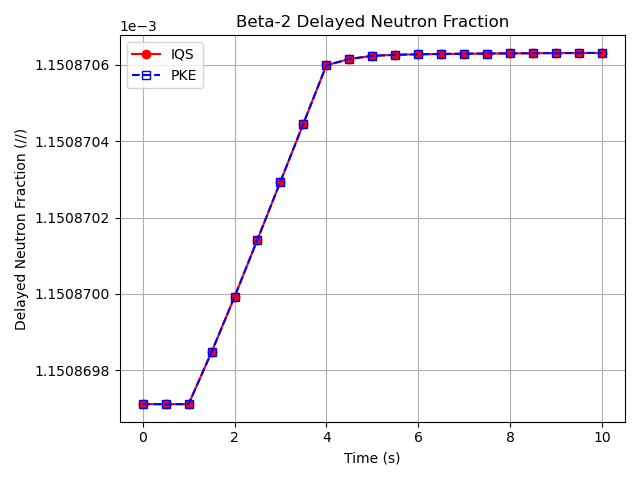 Beta-2 Delayed Neutron Fraction
1e−3
IQS
PKE
1.1508706
1.1508704
1.1508702
1.1508700
1.1508698
Delayed Neutron Fraction (//)
0 2 4 6 8 10
Time (s)